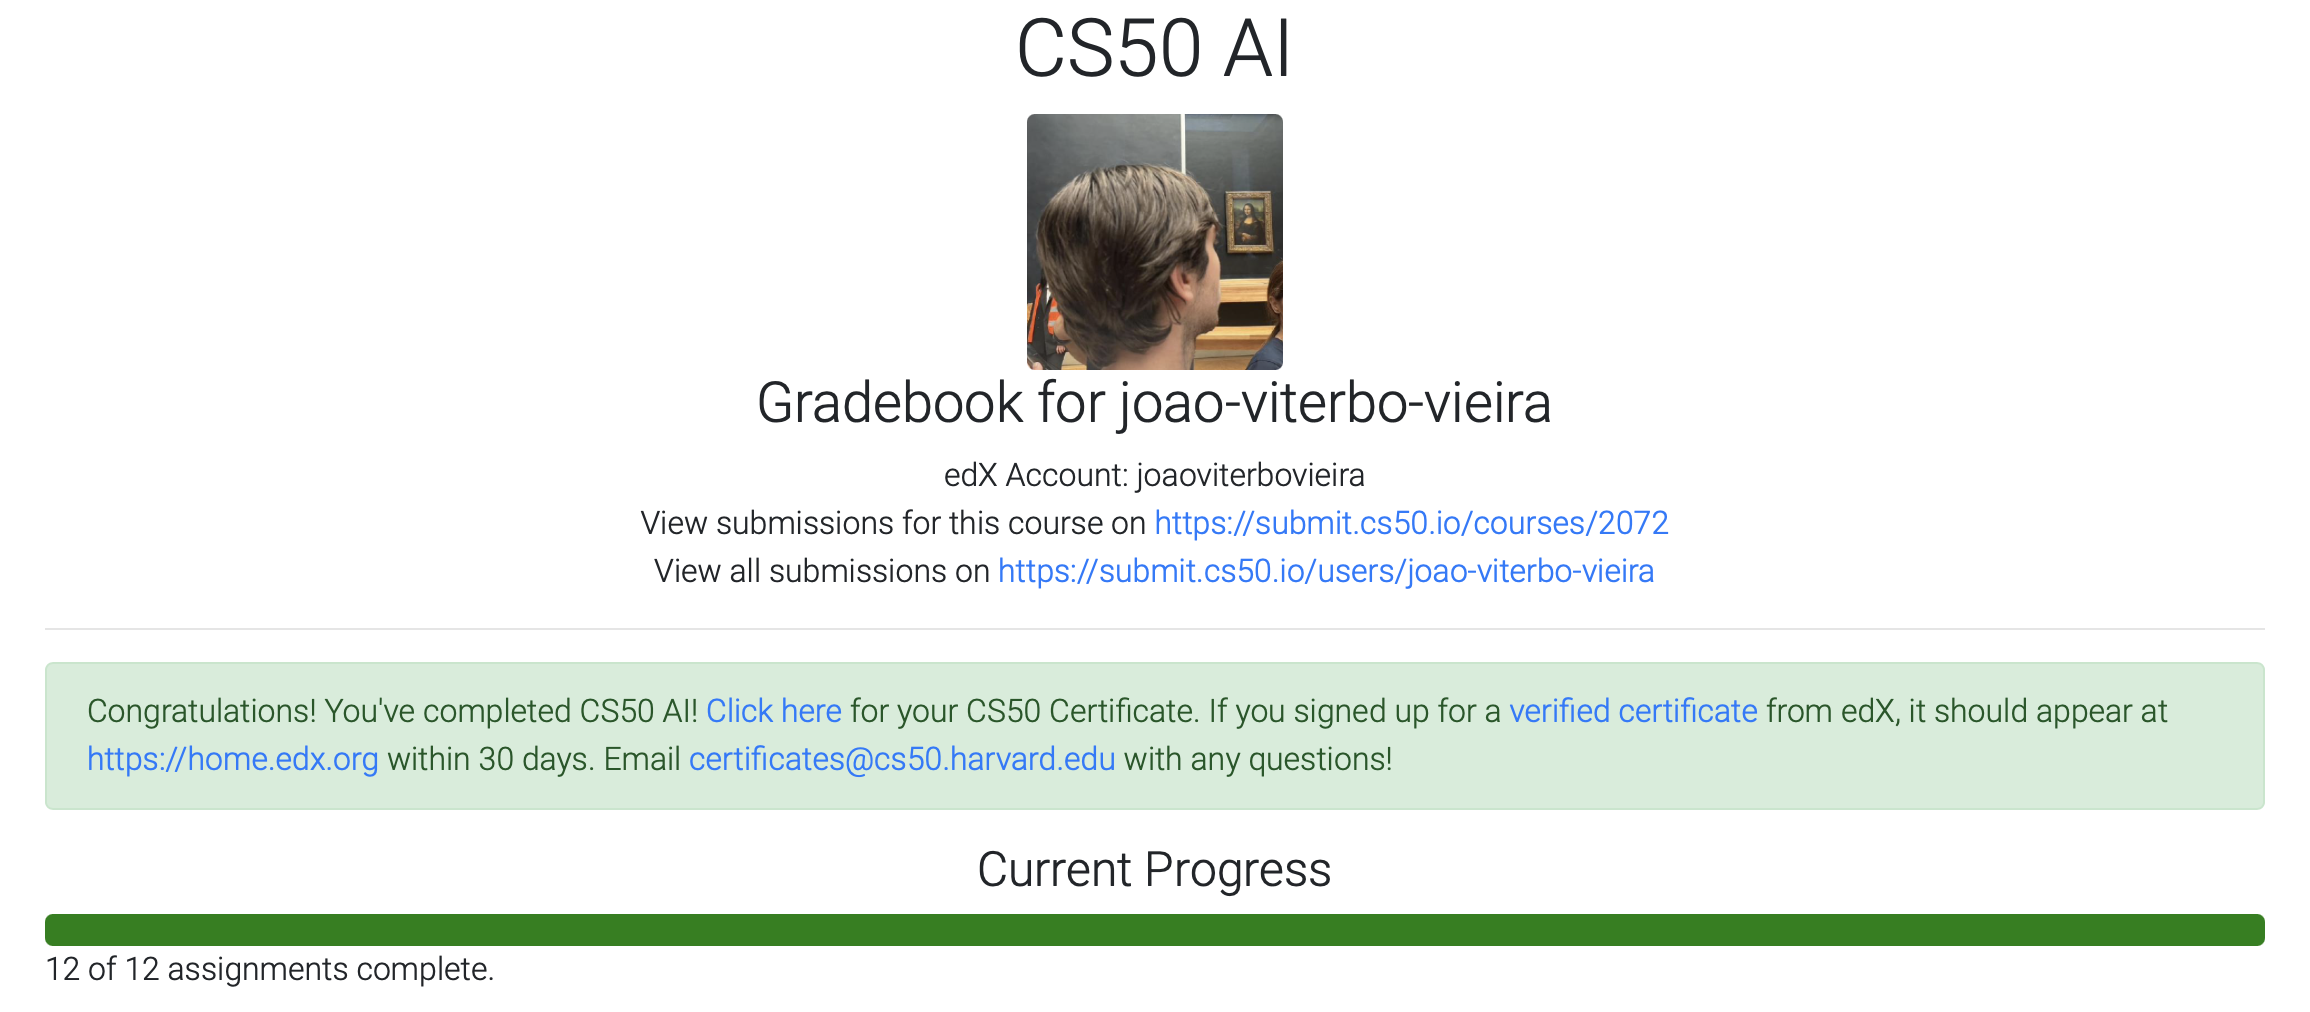 CS50 AI
Gradebook for joao-viterbo-vieira
edX Account: joaoviterbovieira
View submissions for this course on https://submit.cs50.io/courses/2072
View all submissions on https://submit.cs50.io/users/joao-viterbo-vieira
Congratulations! You've completed CS50 AI! Click here for your CS50 Certificate. If you signed up for a verified certificate from edX, it should appear at
https://home.edx.org within 30 days. Email certificates@cs50.harvard.edu with any questions!
Current Progress
12 of 12 assignments complete.